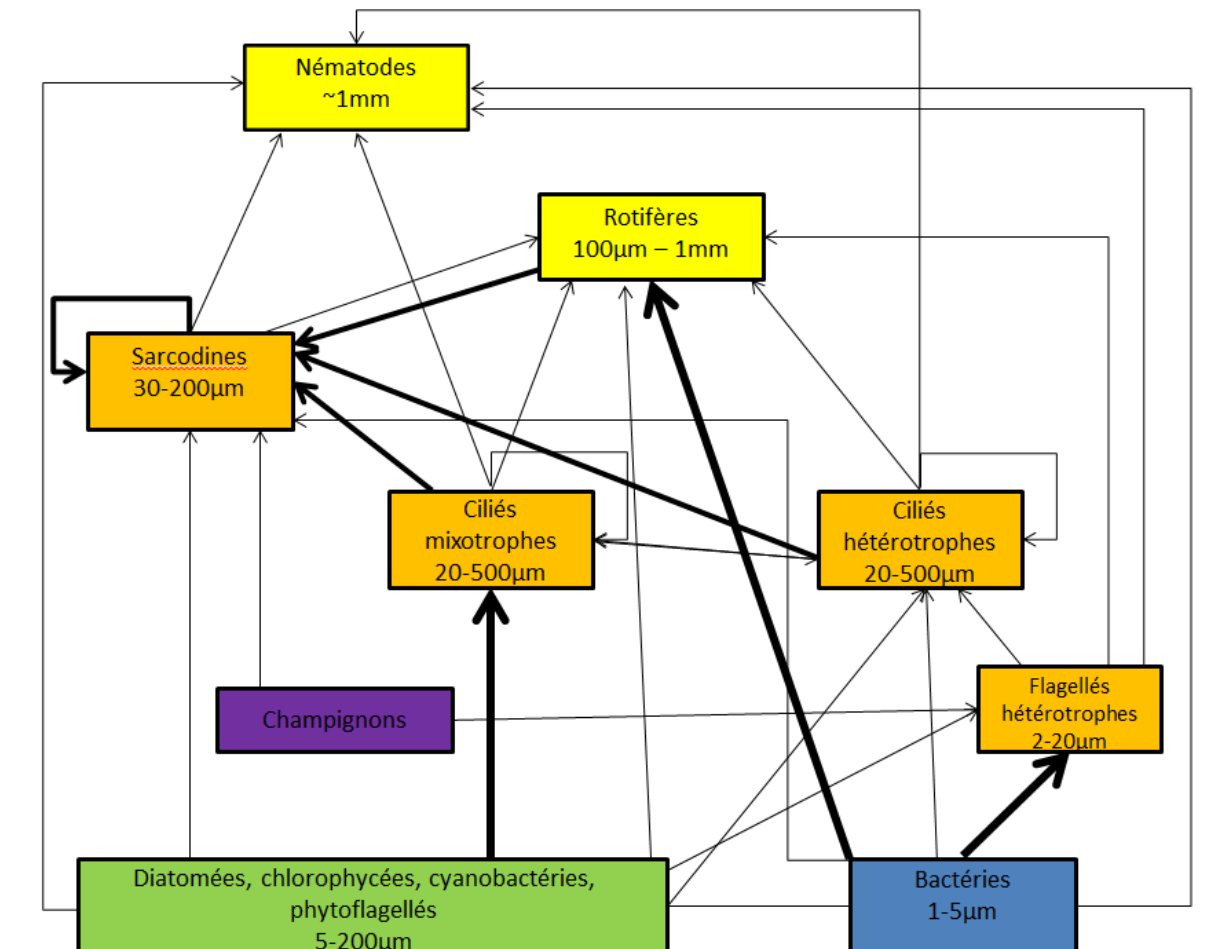 Nématodes
~1mm
Rotifères
100µm – 1mm
Sarcodines
30-200µm
Ciliés
mixotrophes
20-500µm
Ciliés
hétérotrophes
20-500µm
Flagellés
hétérotrophes
2-20µm
Champignons
Diatomées, chlorophycées, cyanobactéries,
phytoflagellés
5-200µm
Bactéries
1-5µm